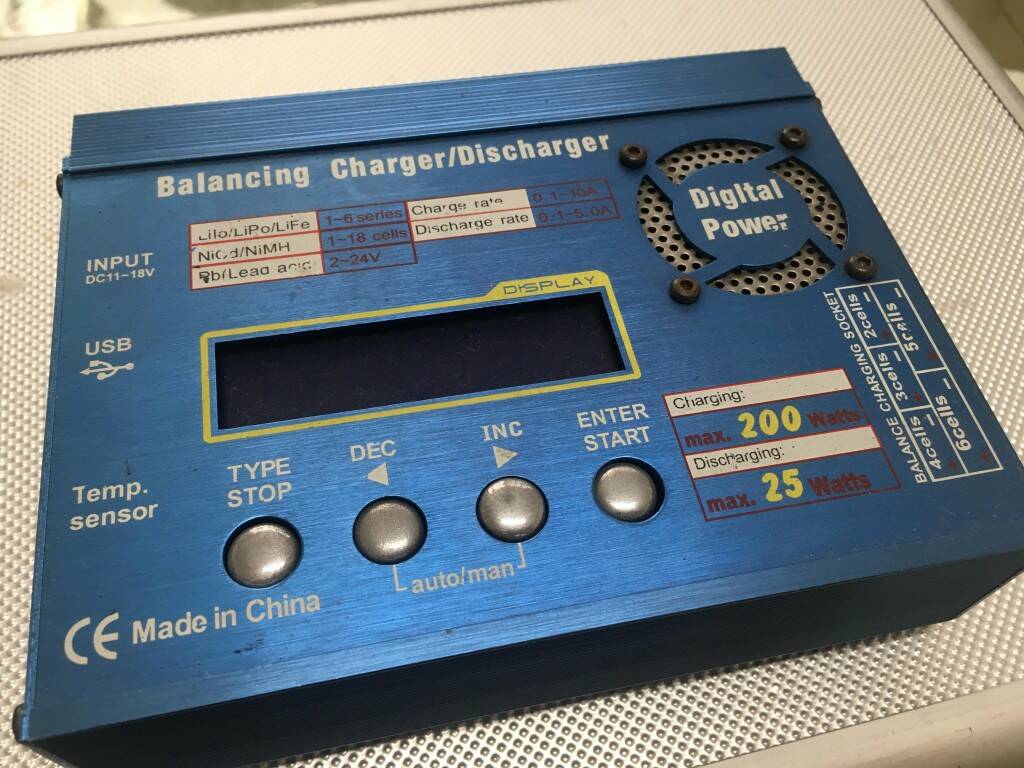 Balancing Charger/Discharger
LiIo/LiPo/LiFe 1~6 series
NiCd/NiMH 1~18 cells
Pb/Lead acid 2~24V
Charge rate 0.1~10A
Discharge rate 0.1~5.0A
DigItal
Power
INPUT
DC11~18V
DISPLAY
USB
Temp.
sensor
TYPE
STOP
DEC
INC
ENTER
START
auto/man
Charging:
max. 200 Watts
Discharging:
max. 25 Watts
BALANCE CHARGING SOCKET
2cells
3cells
4cells
5cells
6cells
CE Made in China